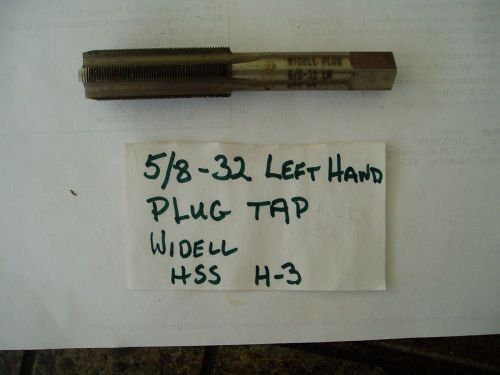 WIDELL PLUG
5/8-32 LH
5/8-32 LEFT HAND
PLUG TAP
WIDELL
HSS H-3